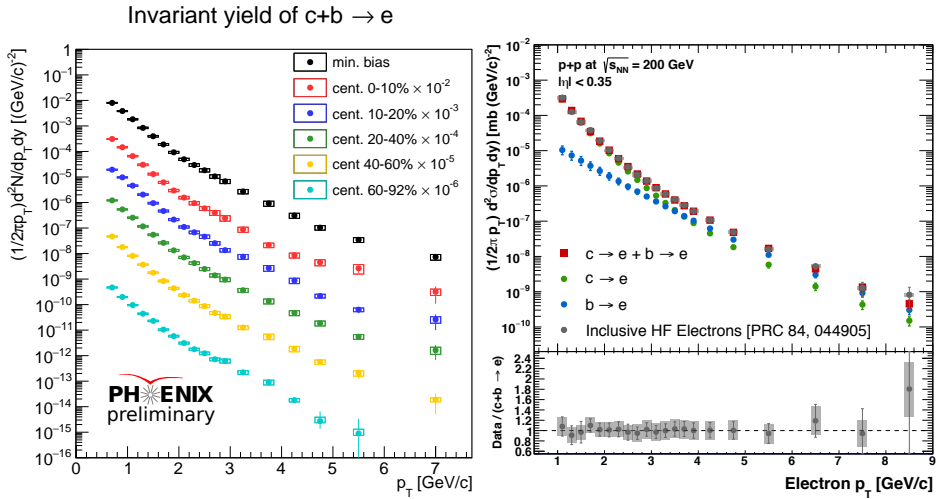 Invariant yield of c+b → e
(1/2πp_T)d²N/dp_Tdy [(GeV/c)⁻²]
1
10⁻¹
10⁻²
10⁻³
10⁻⁴
10⁻⁵
10⁻⁶
10⁻⁷
10⁻⁸
10⁻⁹
10⁻¹⁰
10⁻¹¹
10⁻¹²
10⁻¹³
10⁻¹⁴
10⁻¹⁵
10⁻¹⁶
min. bias
cent. 0-10% × 10⁻²
cent. 10-20% × 10⁻³
cent. 20-40% × 10⁻⁴
cent 40-60% × 10⁻⁵
cent. 60-92% × 10⁻⁶
PHENIX
preliminary
0 1 2 3 4 5 6 7
p_T [GeV/c]
(1/2π p_T) d²σ/dp_Tdy) [mb (GeV/c)⁻²]
10⁻²
10⁻³
10⁻⁴
10⁻⁵
10⁻⁶
10⁻⁷
10⁻⁸
10⁻⁹
10⁻¹⁰
p+p at √s_NN = 200 GeV
|η| < 0.35
c → e + b → e
c → e
b → e
Inclusive HF Electrons [PRC 84, 044905]
Data / (c+b → e)
2.4
2.2
2
1.8
1.6
1.4
1.2
1
0.8
0.6
1 2 3 4 5 6 7 8 9
Electron p_T [GeV/c]